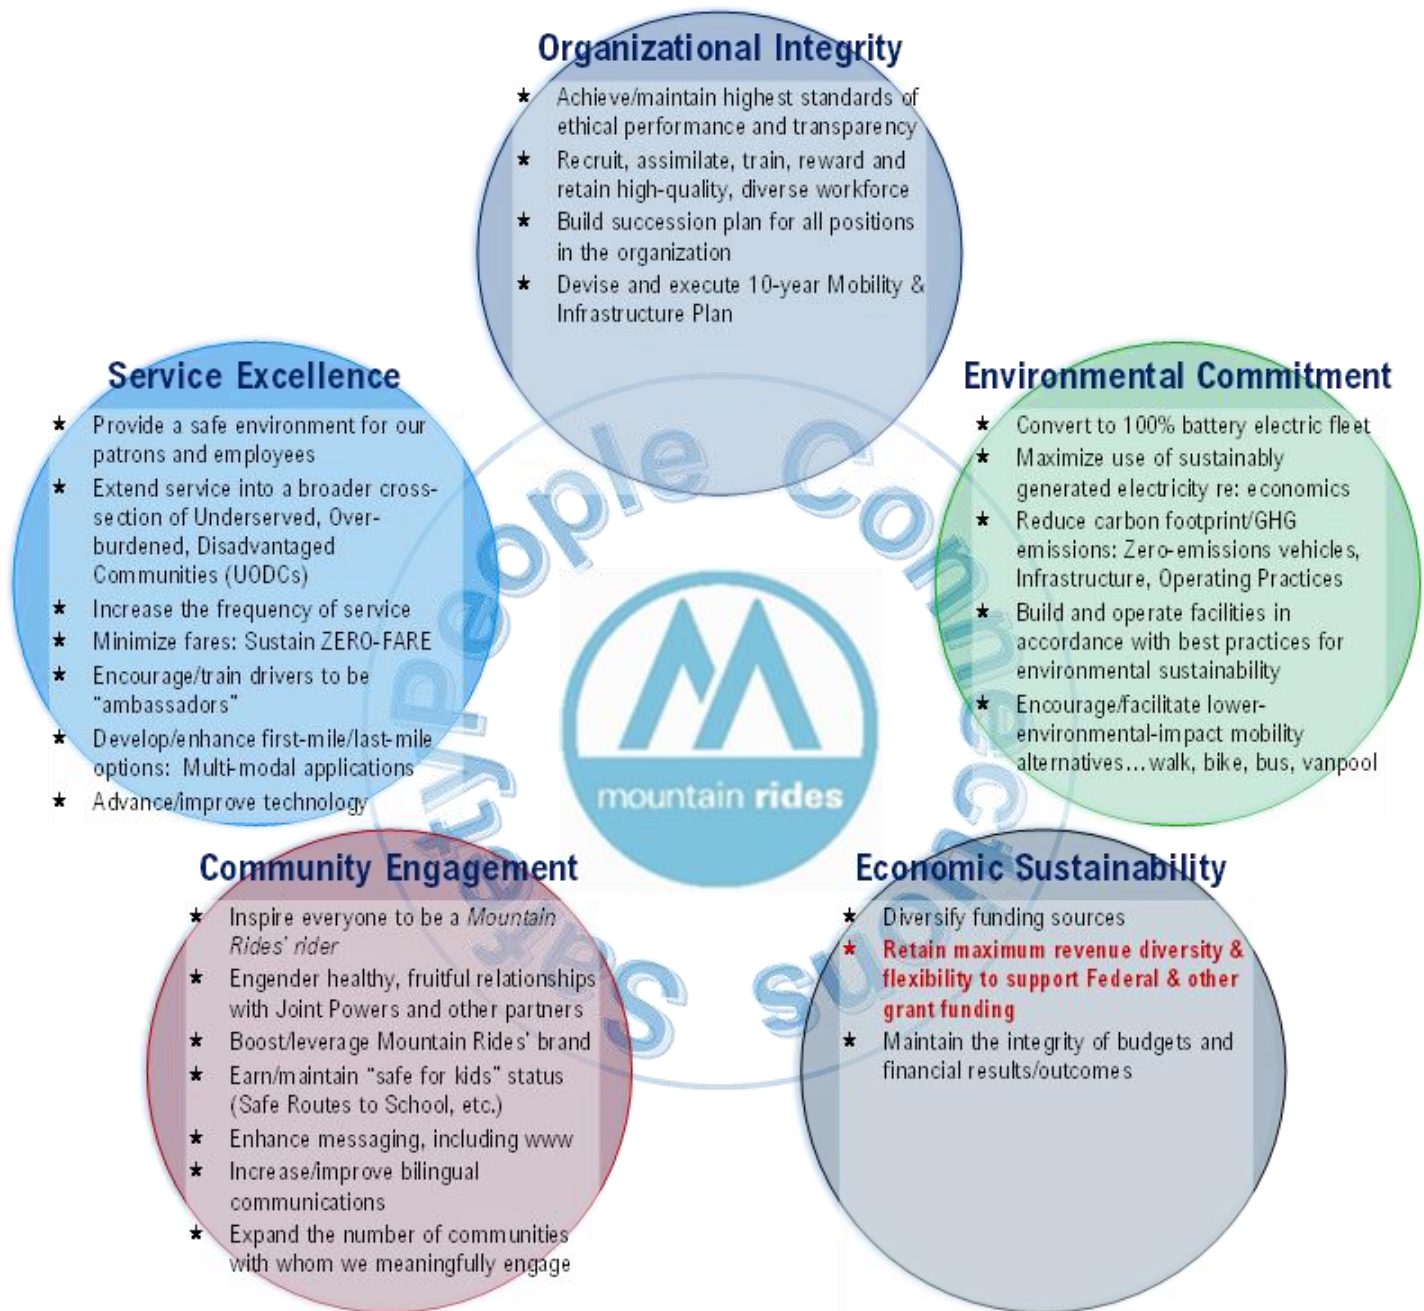 Organizational Integrity
★ Achieve/maintain highest standards of
ethical performance and transparency
★ Recruit, assimilate, train, reward and
retain high-quality, diverse workforce
★ Build succession plan for all positions
in the organization
★ Devise and execute 10-year Mobility &
Infrastructure Plan
Service Excellence
★ Provide a safe environment for our
patrons and employees
★ Extend service into a broader cross-
section of Underserved, Over-
burdened, Disadvantaged
Communities (UODCs)
★ Increase the frequency of service
★ Minimize fares: Sustain ZERO-FARE
★ Encourage/train drivers to be
"ambassadors"
★ Develop/enhance first-mile/last-mile
options: Multi-modal applications
★ Advance/improve technology
Environmental Commitment
★ Convert to 100% battery electric fleet
★ Maximize use of sustainably
generated electricity re: economics
★ Reduce carbon footprint/GHG
emissions: Zero-emissions vehicles,
Infrastructure, Operating Practices
★ Build and operate facilities in
accordance with best practices for
environmental sustainability
★ Encourage/facilitate lower-
environmental-impact mobility
alternatives...walk, bike, bus, vanpool
People Connections Safety
mountain rides
Community Engagement
★ Inspire everyone to be a Mountain
Rides' rider
★ Engender healthy, fruitful relationships
with Joint Powers and other partners
★ Boost/leverage Mountain Rides' brand
★ Earn/maintain "safe for kids" status
(Safe Routes to School, etc.)
★ Enhance messaging, including www
★ Increase/improve bilingual
communications
★ Expand the number of communities
with whom we meaningfully engage
Economic Sustainability
★ Diversify funding sources
★ Retain maximum revenue diversity &
flexibility to support Federal & other
grant funding
★ Maintain the integrity of budgets and
financial results/outcomes